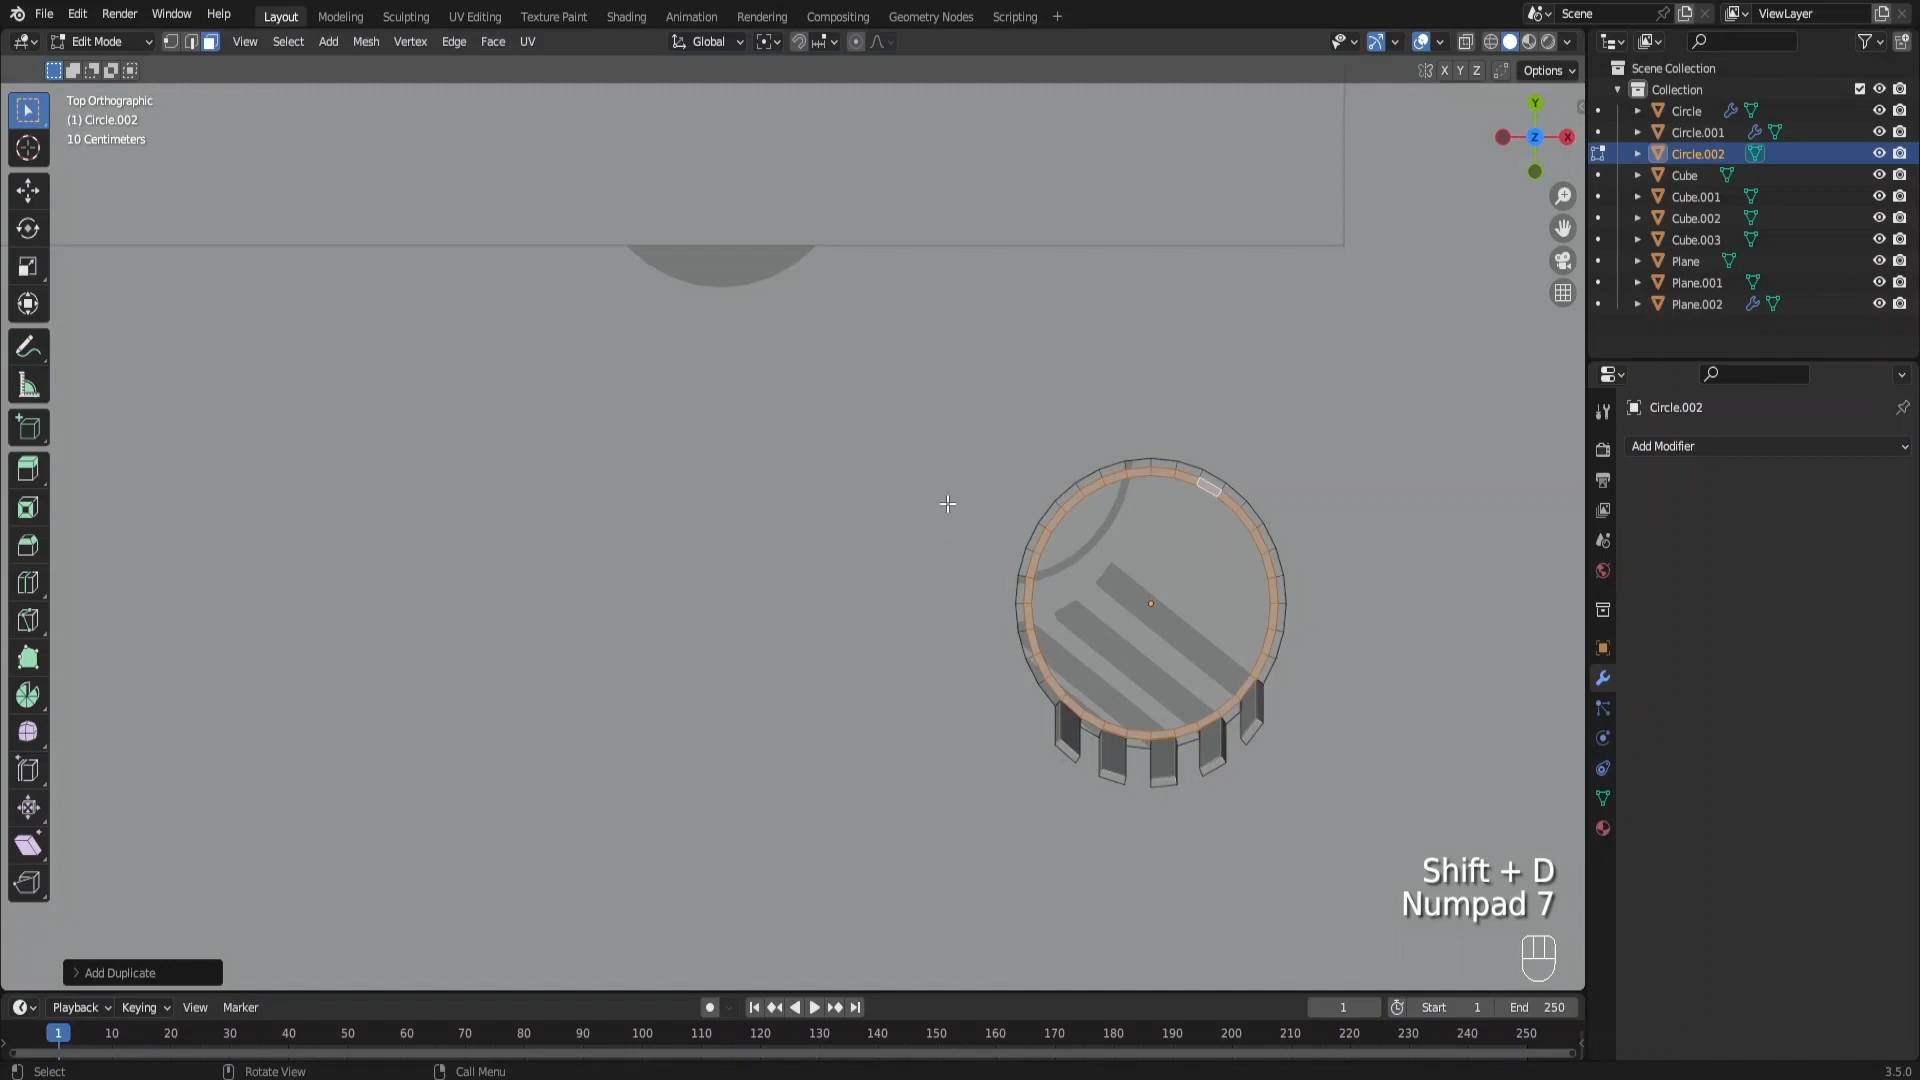 File Edit Render Window Help Layout Modeling Sculpting UV Editing Texture Paint Shading Animation Rendering Compositing Geometry Nodes Scripting + Scene ViewLayer
Edit Mode View Select Add Mesh Vertex Edge Face UV Global
X Y Z Options
Top Orthographic
(1) Circle.002
10 Centimeters
Y
Z X
Scene Collection
Collection
Circle
Circle.001
Circle.002
Cube
Cube.001
Cube.002
Cube.003
Plane
Plane.001
Plane.002
Circle.002
Add Modifier
Shift + D
Numpad 7
Add Duplicate
Playback Keying View Marker 1 Start 1 End 250
1 10 20 30 40 50 60 70 80 90 100 110 120 130 140 150 160 170 180 190 200 210 220 230 240 250
Select Rotate View Call Menu 3.5.0